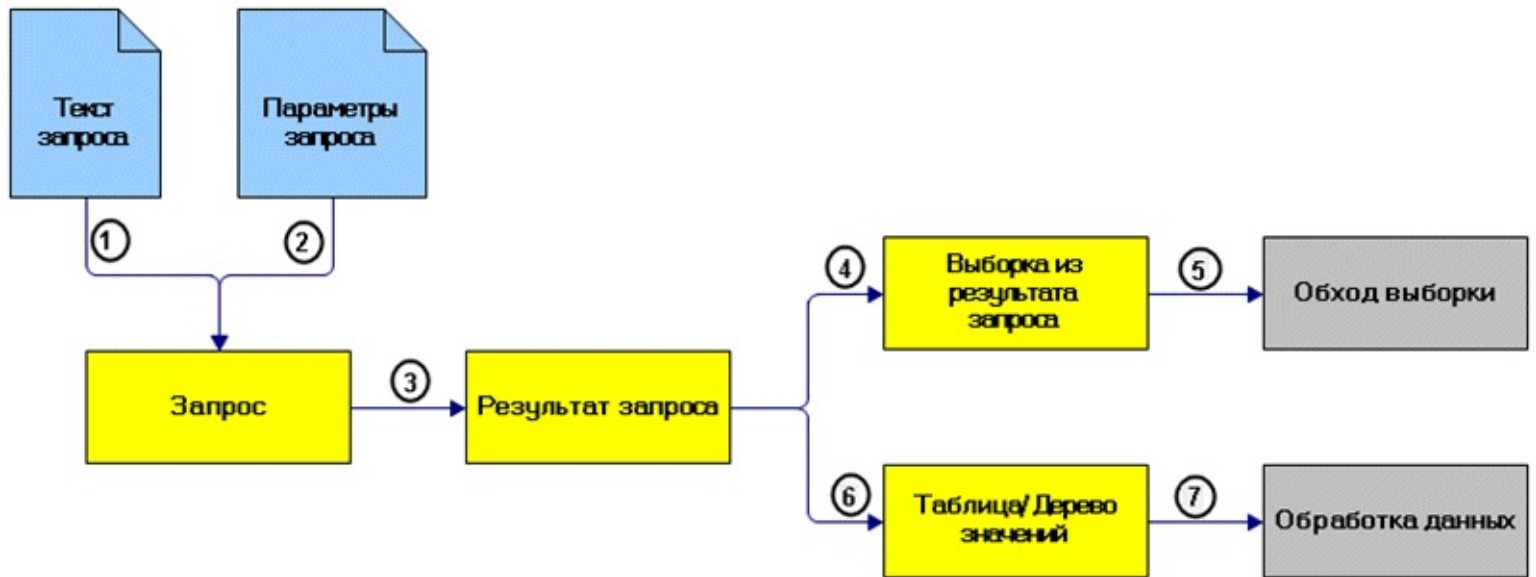 Текст
запроса
Параметры
запроса
1
2
3
Запрос
Результат запроса
4
Выборка из
результата
запроса
5
Обход выборки
6
Таблица/Дерево
значений
7
Обработка данных